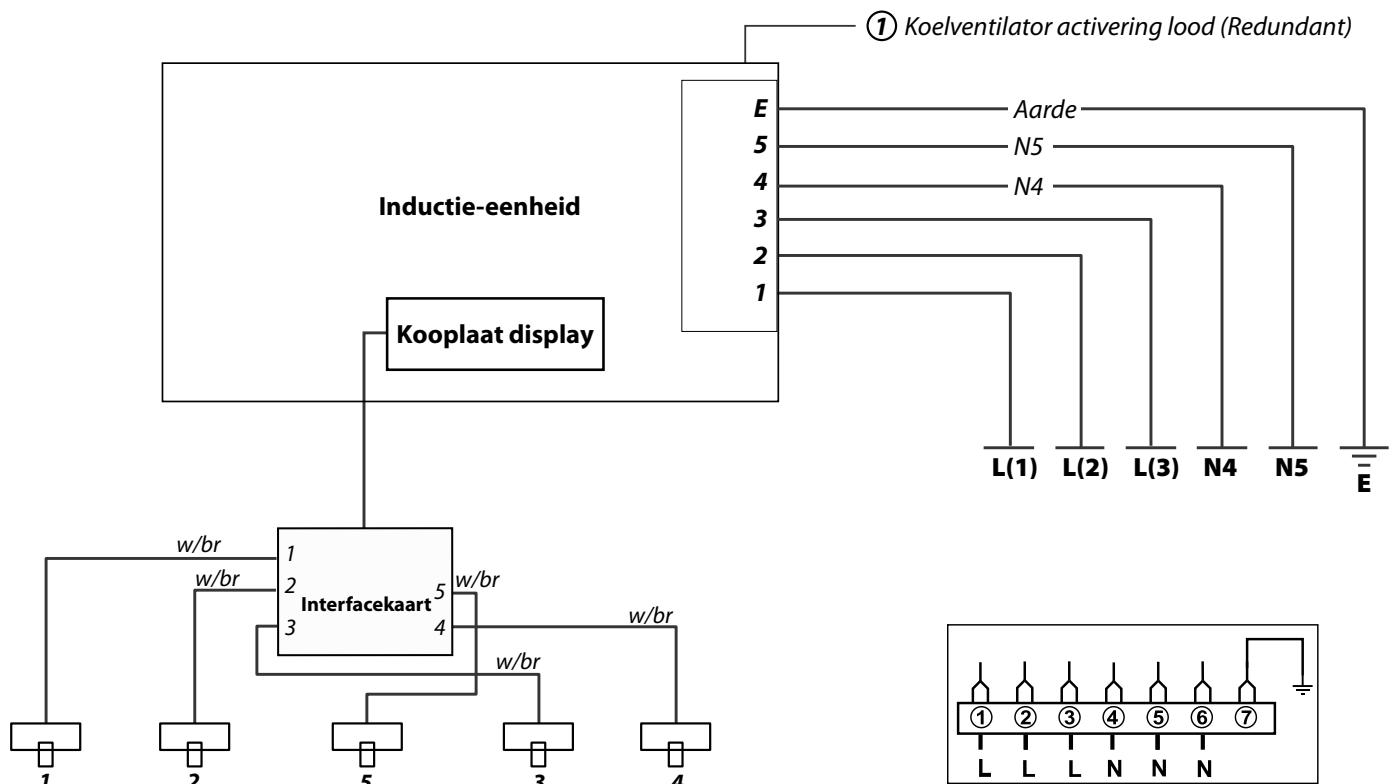 ① Koelventilator activering lood (Redundant)
E
Aarde
5
N5
4
N4
Inductie-eenheid
3
2
1
Kooplaat display
L(1) L(2) L(3) N4 N5 E
w/br
1
w/br
2
5 w/br
Interfacekaart
3
4
w/br
w/br
1 2 5 3 4
① ② ③ ④ ⑤ ⑥ ⑦
L L L N N N